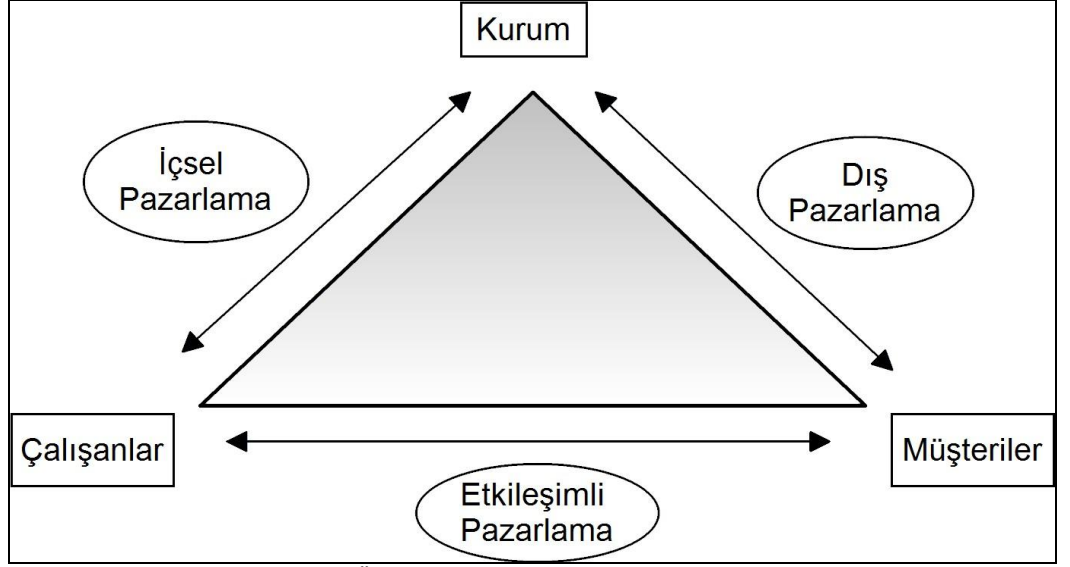 Kurum
İçsel
Pazarlama
Dış
Pazarlama
Çalışanlar
Müşteriler
Etkileşimli
Pazarlama